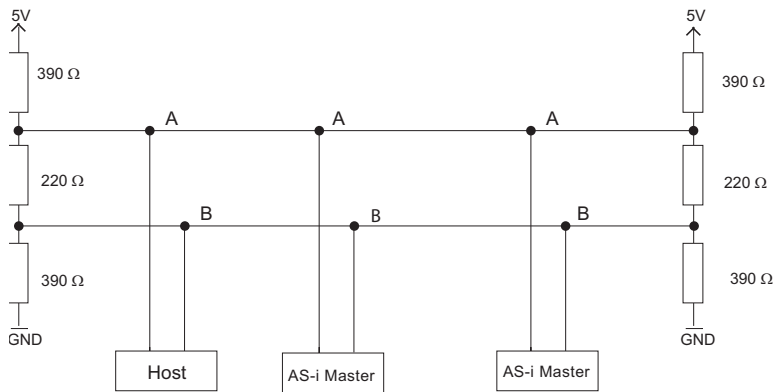 5V
5V
390 Ω
390 Ω
A
A
A
220 Ω
220 Ω
B
B
B
390 Ω
390 Ω
GND
GND
Host
AS-i Master
AS-i Master